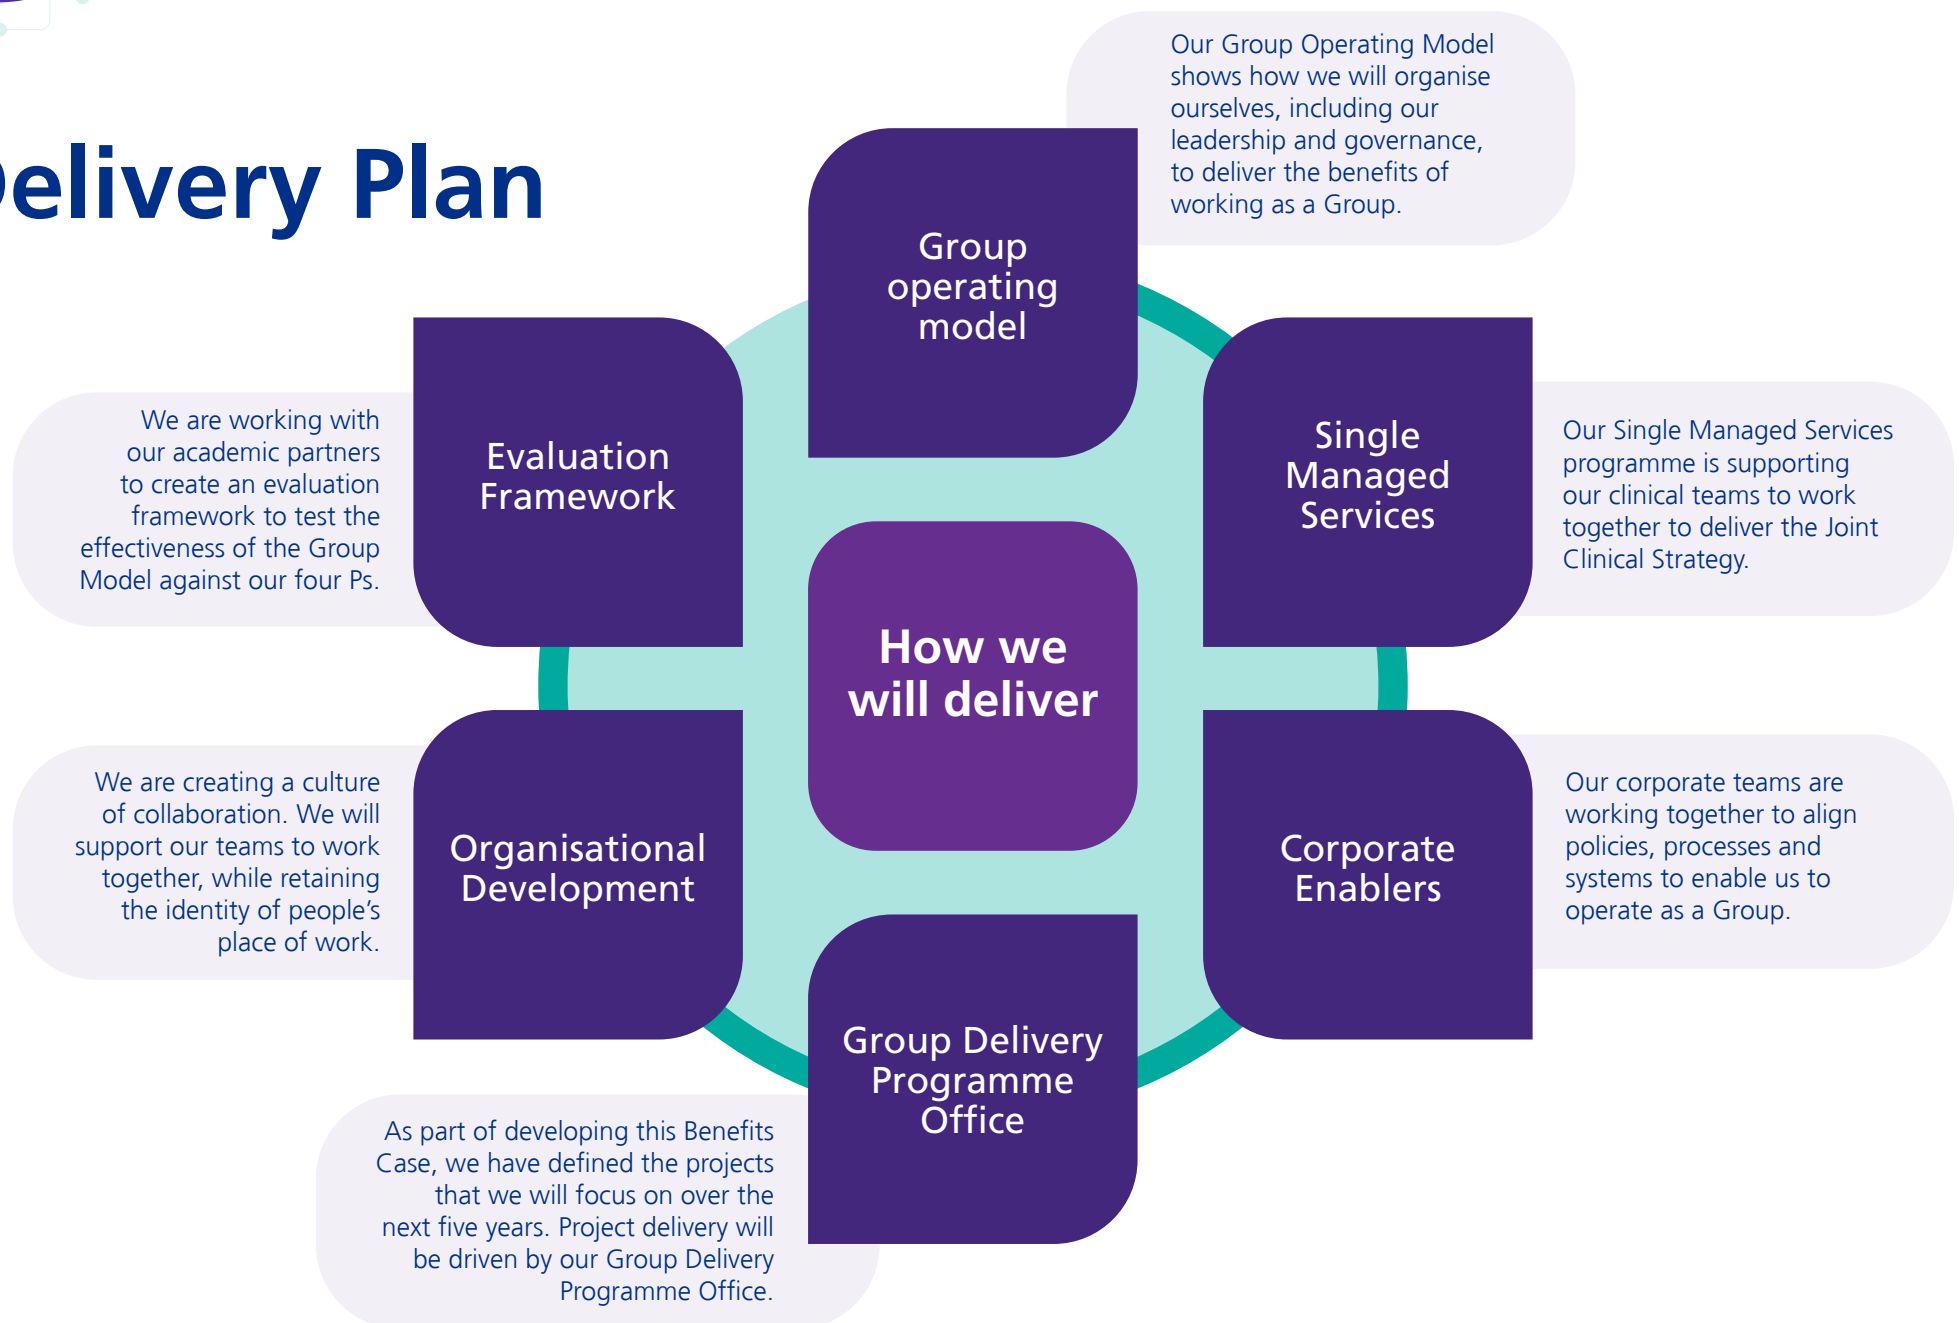 Delivery Plan
Our Group Operating Model
shows how we will organise
ourselves, including our
leadership and governance,
to deliver the benefits of
working as a Group.
Group
operating
model
Evaluation
Framework
We are working with
our academic partners
to create an evaluation
framework to test the
effectiveness of the Group
Model against our four Ps.
Single
Managed
Services
Our Single Managed Services
programme is supporting
our clinical teams to work
together to deliver the Joint
Clinical Strategy.
How we
will deliver
Organisational
Development
We are creating a culture
of collaboration. We will
support our teams to work
together, while retaining
the identity of people’s
place of work.
Corporate
Enablers
Our corporate teams are
working together to align
policies, processes and
systems to enable us to
operate as a Group.
Group Delivery
Programme
Office
As part of developing this Benefits
Case, we have defined the projects
that we will focus on over the
next five years. Project delivery will
be driven by our Group Delivery
Programme Office.